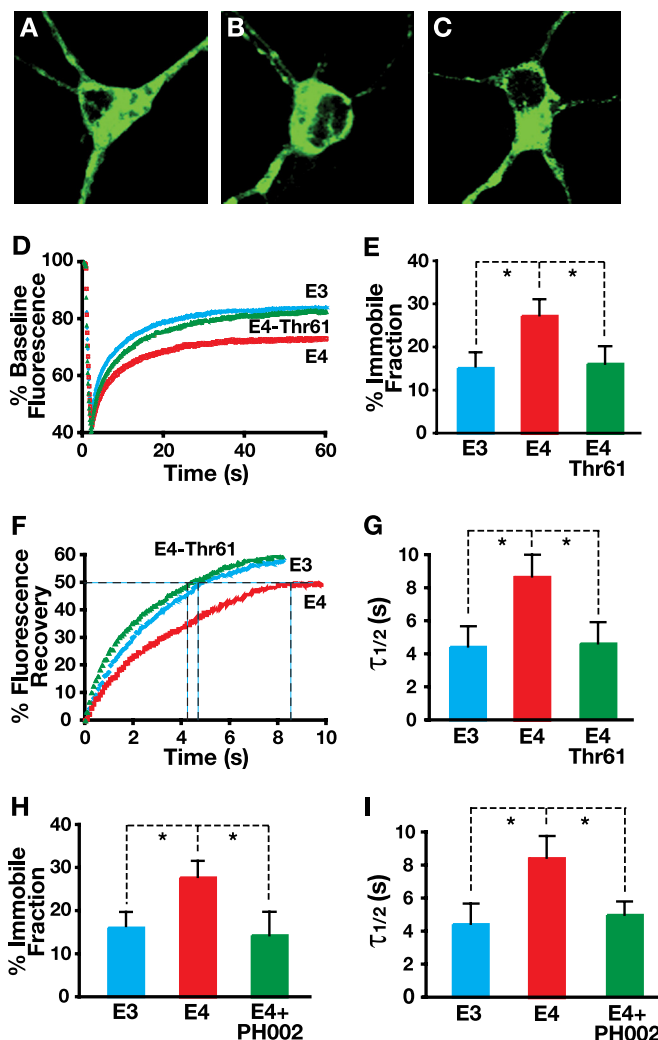 A B C
D
% Baseline
Fluorescence
100
80
60
40
0 20 40 60
Time (s)
E3
E4-Thr61
E4
E
% Immobile
Fraction
40
30
20
10
0
* *
E3 E4 E4
Thr61
F
% Fluorescence
Recovery
60
50
40
30
20
10
0
0 2 4 6 8 10
Time (s)
E4-Thr61
E3
E4
G
τ1/2 (s)
10
8
6
4
2
0
* *
E3 E4 E4
Thr61
H
% Immobile
Fraction
40
30
20
10
0
* *
E3 E4 E4+
PH002
I
τ1/2 (s)
10
8
6
4
2
0
* *
E3 E4 E4+
PH002